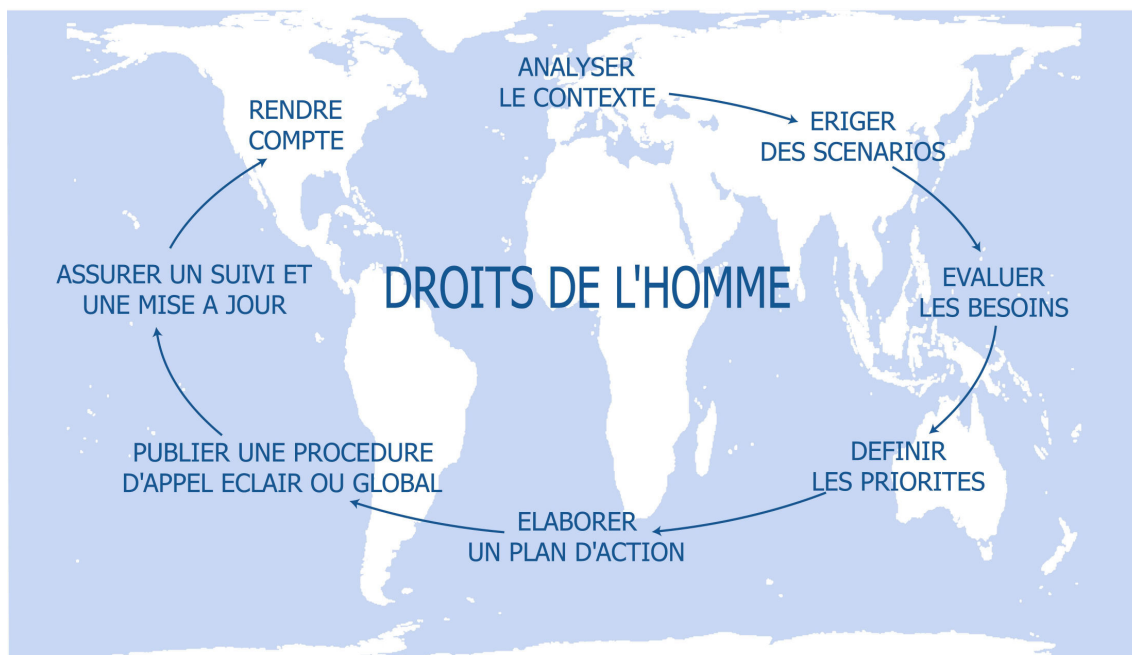 ANALYSER
LE CONTEXTE
ERIGER
DES SCENARIOS
EVALUER
LES BESOINS
DEFINIR
LES PRIORITES
ELABORER
UN PLAN D'ACTION
PUBLIER UNE PROCEDURE
D'APPEL ECLAIR OU GLOBAL
ASSURER UN SUIVI ET
UNE MISE A JOUR
RENDRE
COMPTE
DROITS DE L'HOMME